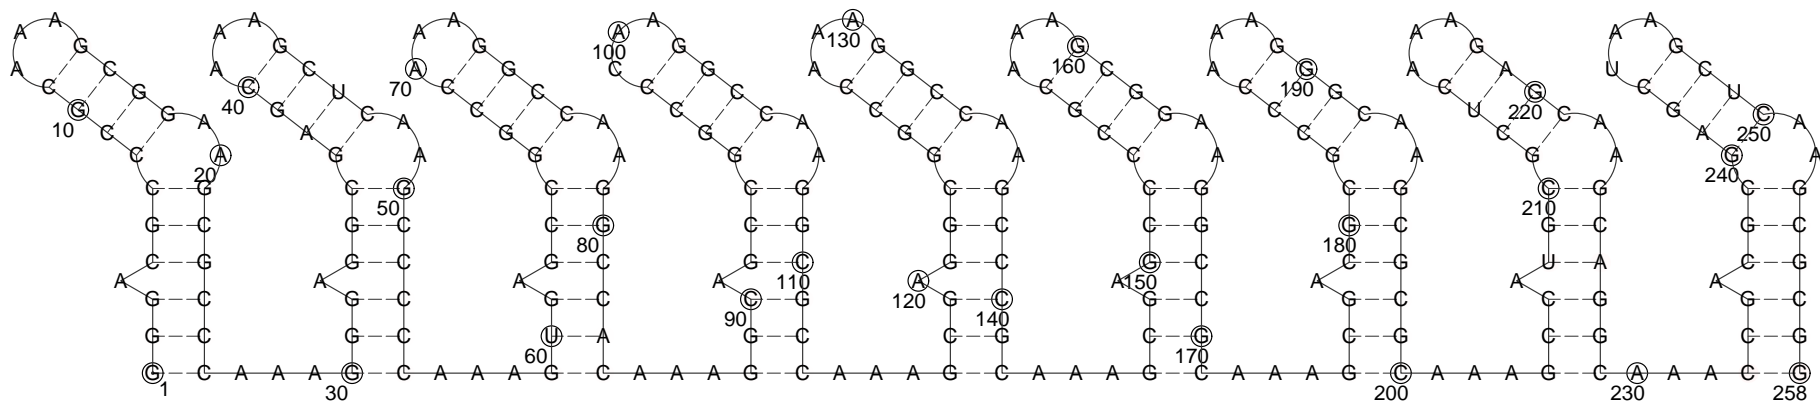 A A A A A A A A A A A A A A A A A A
130
G G G G G G G G G
100
A C A C A G C G A G A C A G A A U C
70 160
C G C U C C C C C C C G C G C G C U
40 190
G G G C C C C C C C G G C C U C G C
10 220
C A A A G A G A G A C A C A C A A A
250
C A G A G A G A G A C A G A G A G A
20 240
C G C G C G C G C G C G C G C G C G
50 210
G C G C C G C G G C C G G C G C G C
80 180
C G G C G C G C G C G C C G U A C G
A A A A A A A A A
110 150
G C G C G C C G G C G C G C C G G C
120 90 140
G C G C U A G C C G C G C G C G C G
60 170
G C A A A G C A A A G C A A A G C A A A G C A A A G C A A A G C A A A G C A A A C G
1 30 200 230 258